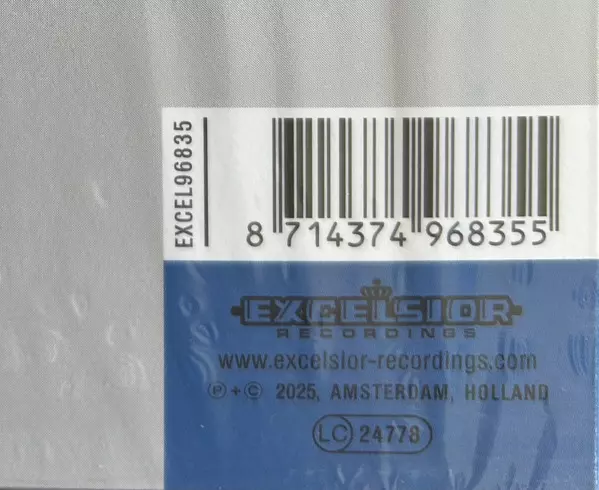 EXCEL96835
8 714374 968355
EXCELSIOR
RECORDINGS
www.excelsior-recordings.com
℗ + © 2025, AMSTERDAM, HOLLAND
LC 24778